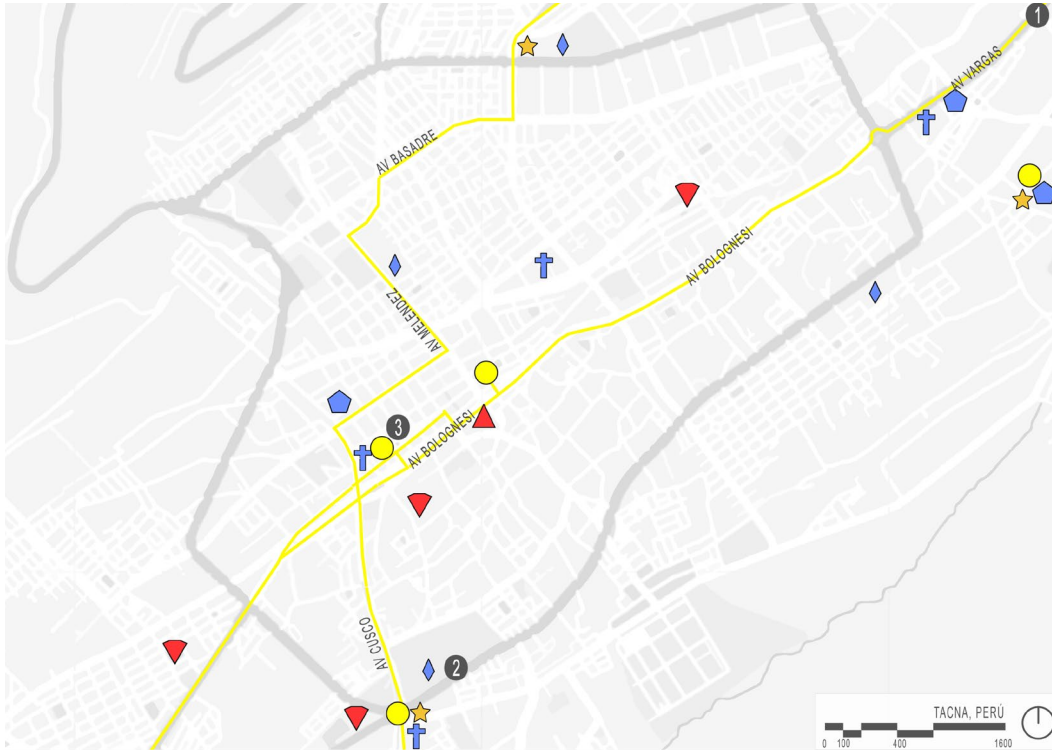 1
AV VARGAS
AV BASADRE
AV BOLOGNESI
AV MELENDEZ
3
AV BOLOGNESI
AV CUSCO
2
TACNA, PERÚ
0 100 400 1600